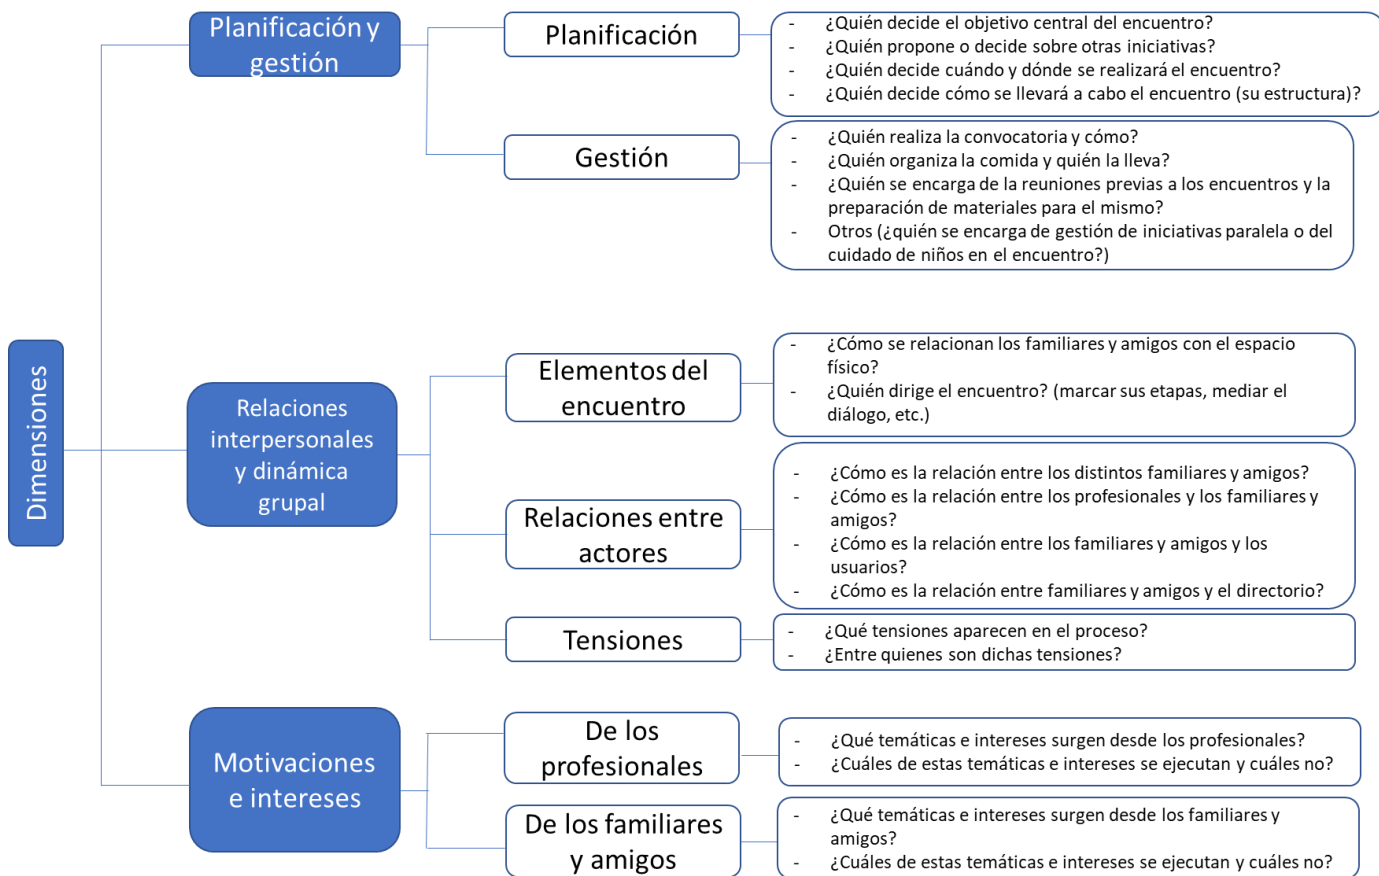 Dimensiones
Planificación y
gestión
Planificación
- ¿Quién decide el objetivo central del encuentro?
- ¿Quién propone o decide sobre otras iniciativas?
- ¿Quién decide cuándo y dónde se realizará el encuentro?
- ¿Quién decide cómo se llevará a cabo el encuentro (su estructura)?
Gestión
- ¿Quién realiza la convocatoria y cómo?
- ¿Quién organiza la comida y quién la lleva?
- ¿Quién se encarga de la reuniones previas a los encuentros y la
preparación de materiales para el mismo?
- Otros (¿quién se encarga de gestión de iniciativas paralela o del
cuidado de niños en el encuentro?)
Relaciones
interpersonales
y dinámica
grupal
Elementos del
encuentro
- ¿Cómo se relacionan los familiares y amigos con el espacio
físico?
- ¿Quién dirige el encuentro? (marcar sus etapas, mediar el
diálogo, etc.)
Relaciones entre
actores
- ¿Cómo es la relación entre los distintos familiares y amigos?
- ¿Cómo es la relación entre los profesionales y los familiares y
amigos?
- ¿Cómo es la relación entre los familiares y amigos y los
usuarios?
- ¿Cómo es la relación entre familiares y amigos y el directorio?
Tensiones
- ¿Qué tensiones aparecen en el proceso?
- ¿Entre quienes son dichas tensiones?
Motivaciones
e intereses
De los
profesionales
- ¿Qué temáticas e intereses surgen desde los profesionales?
- ¿Cuáles de estas temáticas e intereses se ejecutan y cuáles no?
De los familiares
y amigos
- ¿Qué temáticas e intereses surgen desde los familiares y
amigos?
- ¿Cuáles de estas temáticas e intereses se ejecutan y cuáles no?